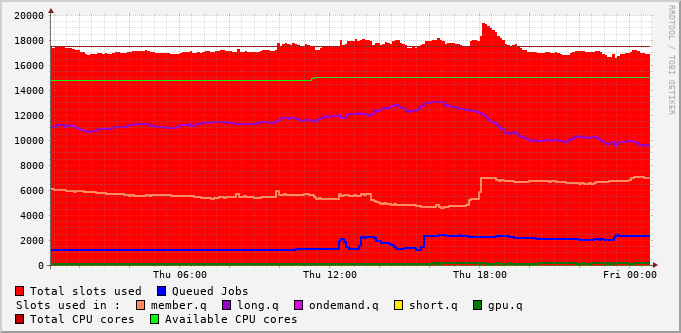 RRDTOOL / TOBI OETIKER
20000
18000
16000
14000
12000
10000
8000
6000
4000
2000
0
Thu 06:00 Thu 12:00 Thu 18:00 Fri 00:00
Total slots used Queued Jobs
Slots used in : member.q long.q ondemand.q short.q gpu.q
Total CPU cores Available CPU cores